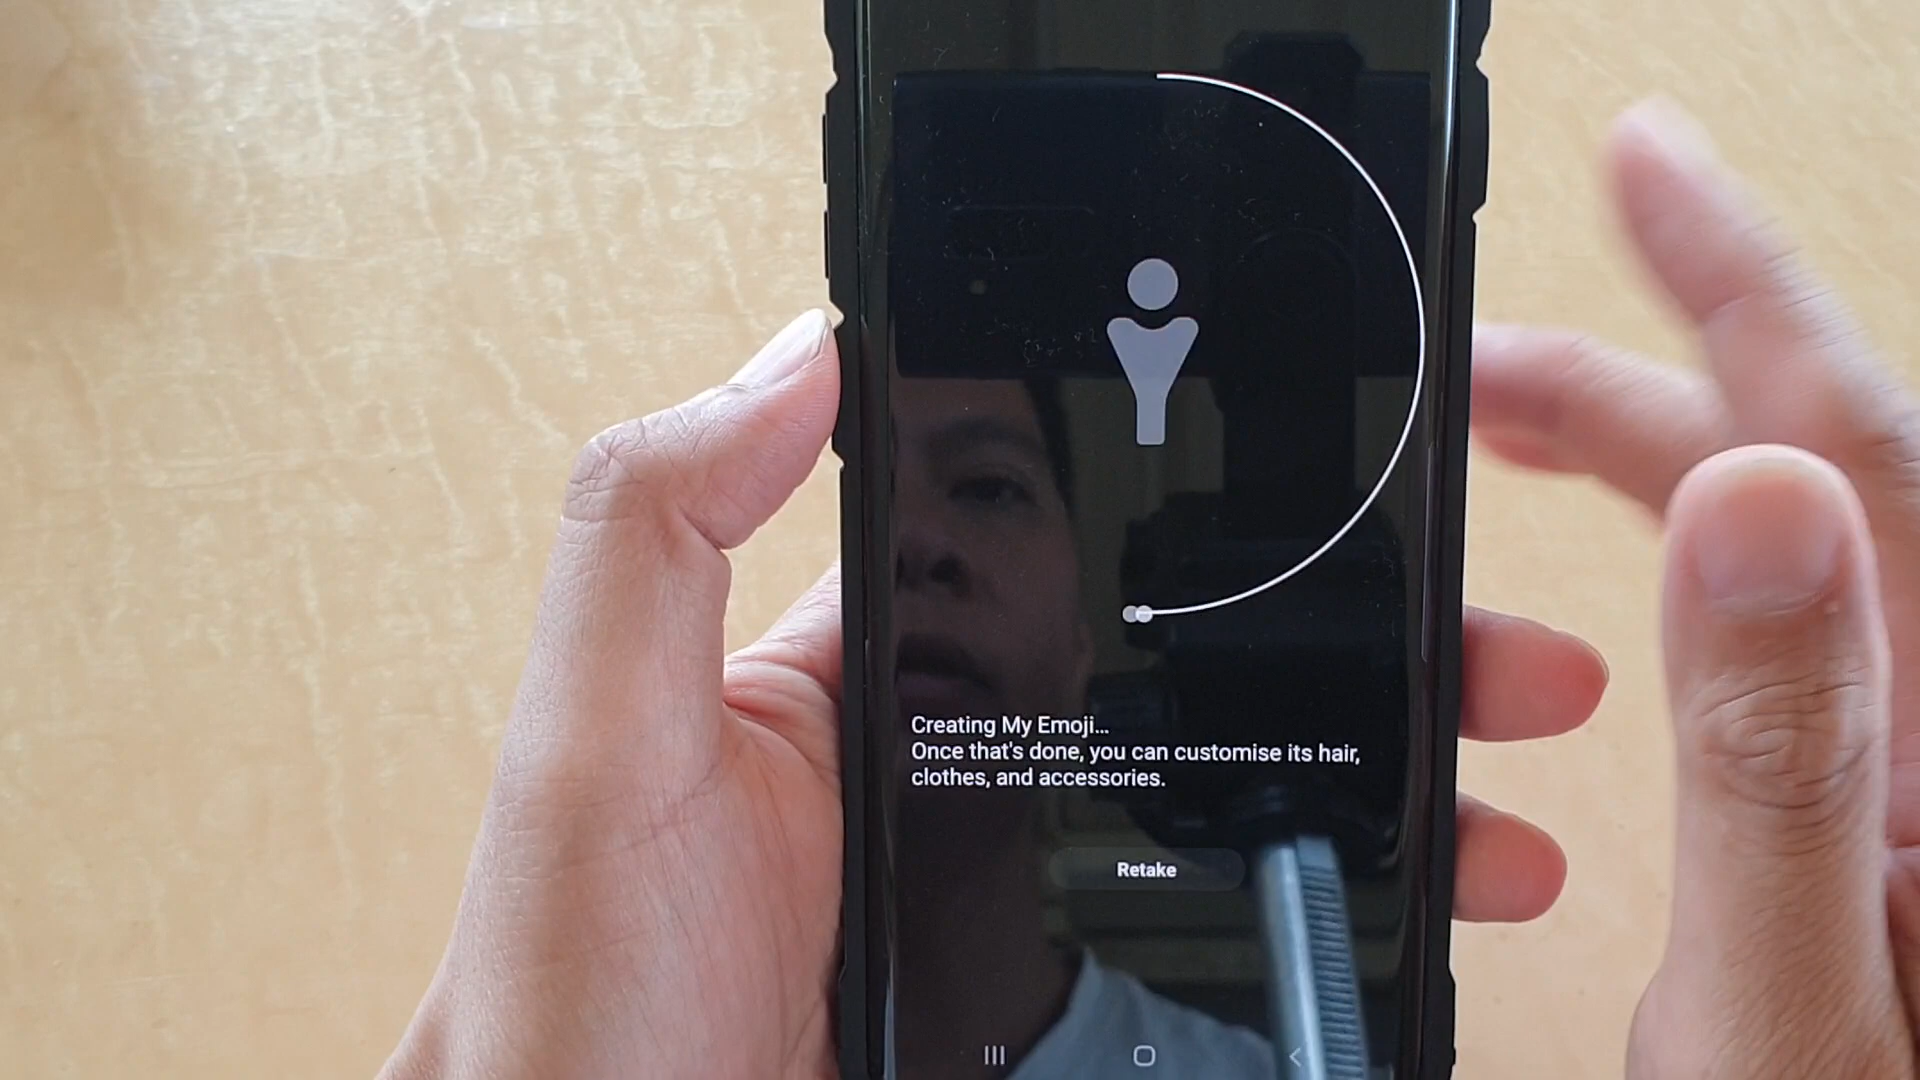 Creating My Emoji...
Once that's done, you can customise its hair,
clothes, and accessories.
Retake